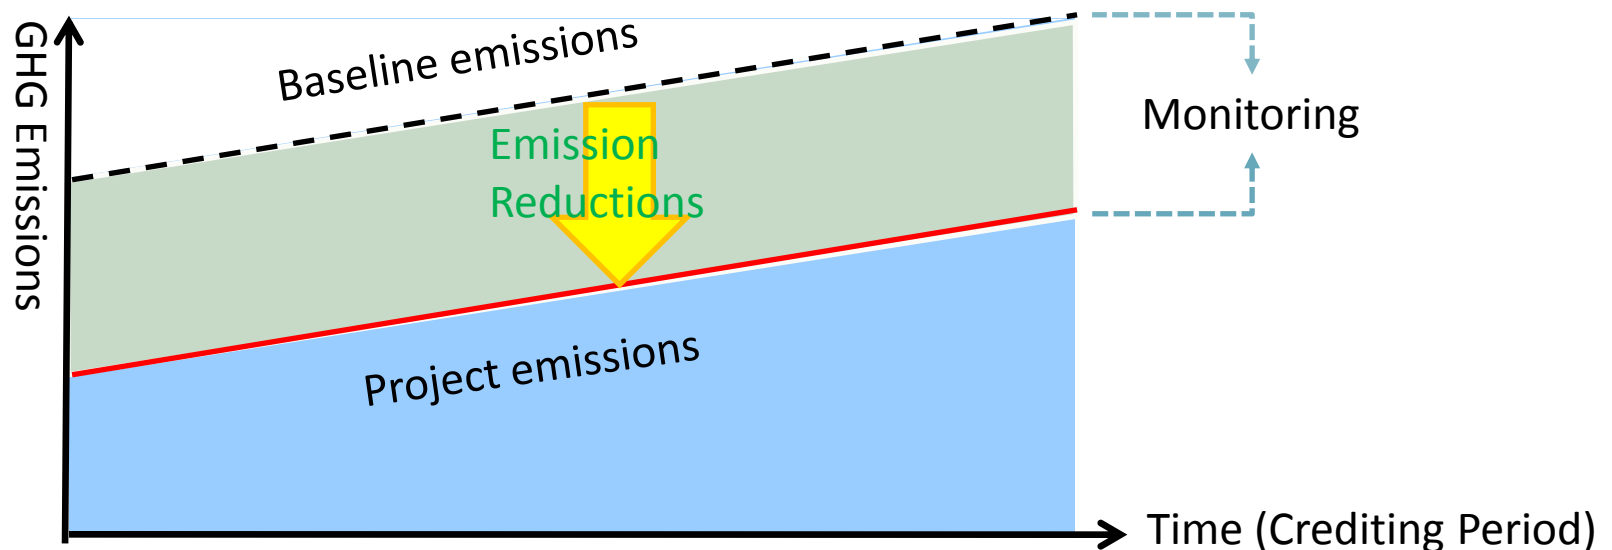 GHG Emissions
Baseline emissions
Emission
Reductions
Monitoring
Project emissions
Time (Crediting Period)